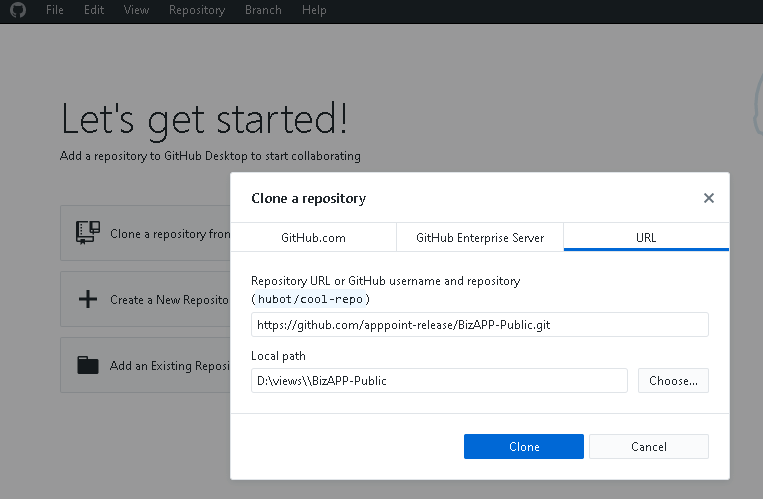 File Edit View Repository Branch Help
Let's get started!
Add a repository to GitHub Desktop to start collaborating
Clone a repository from
Create a New Reposito
Add an Existing Reposi
Clone a repository
GitHub.com GitHub Enterprise Server URL
Repository URL or GitHub username and repository
(hubot/cool-repo)
https://github.com/apppoint-release/BizAPP-Public.git
Local path
D:\views\\BizAPP-Public Choose...
Clone Cancel